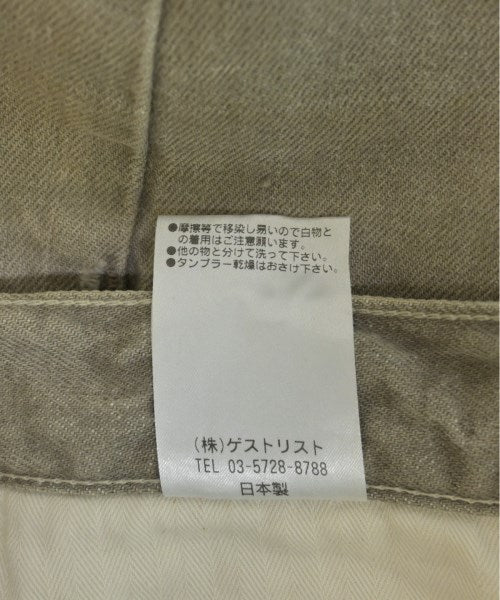 ●摩擦等で移染し易いので白物と
の着用はご注意願います。
●他の物と分けて洗って下さい。
●タンブラー乾燥はおさけ下さい。
(株)ゲストリスト
TEL 03-5728-8788
日本製